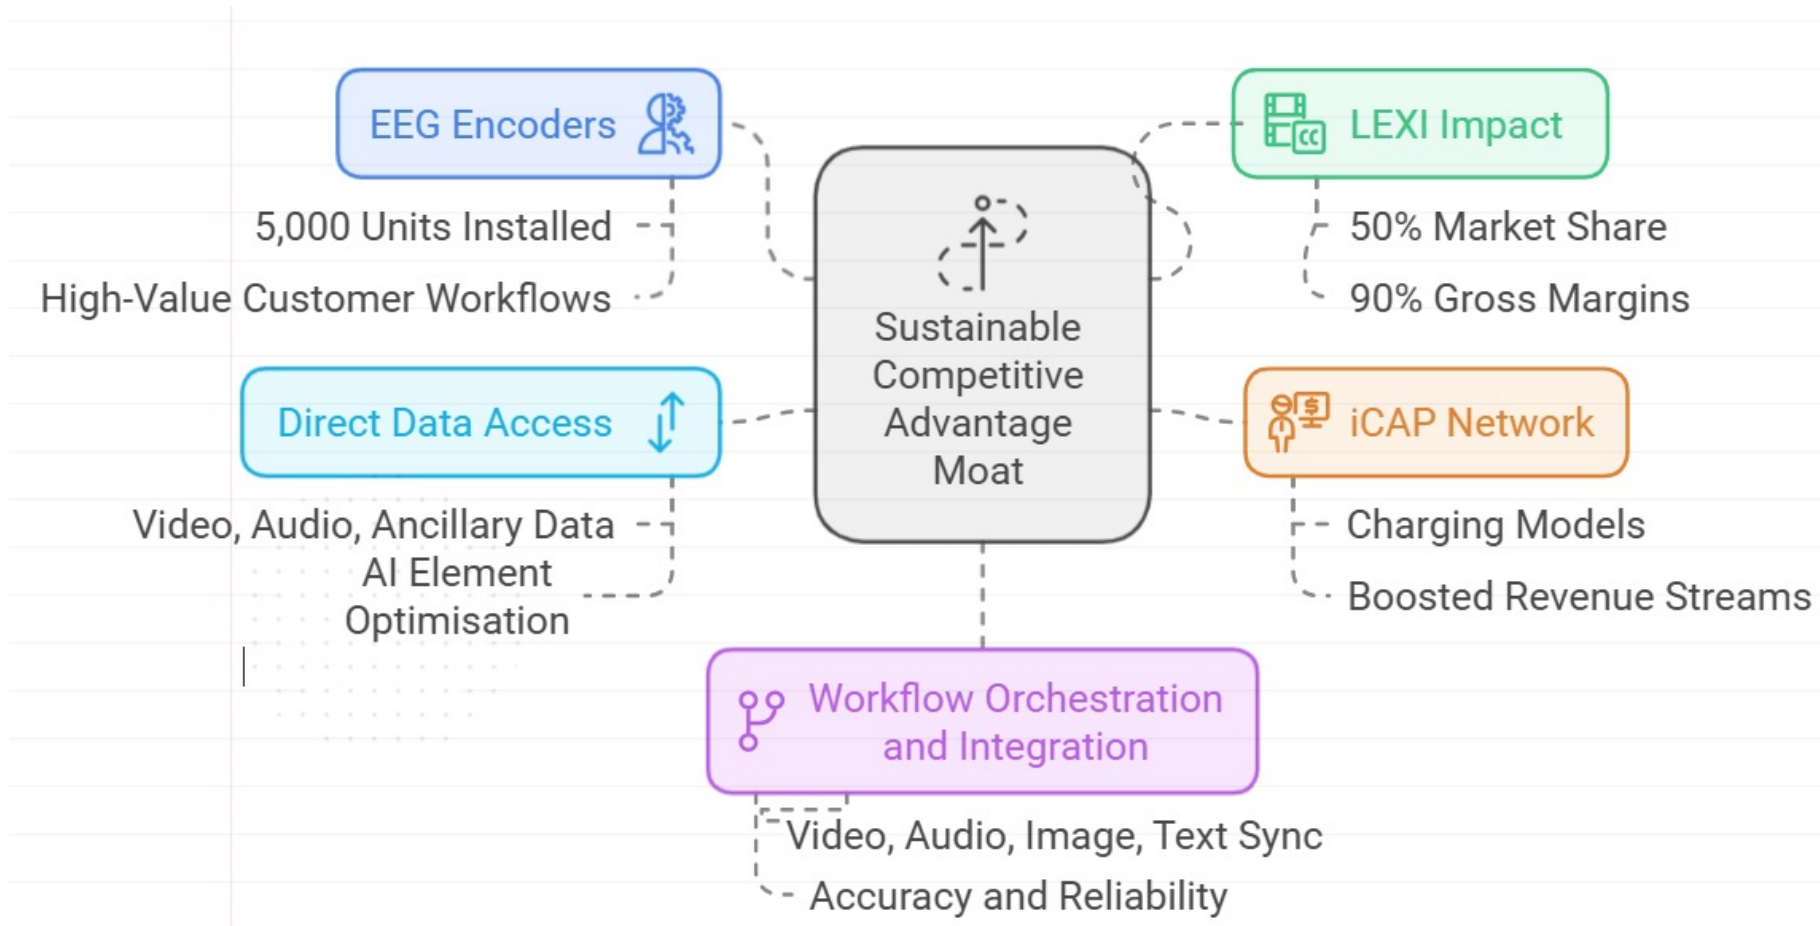 EEG Encoders
5,000 Units Installed
High-Value Customer Workflows
Direct Data Access
Video, Audio, Ancillary Data
AI Element
Optimisation
Sustainable
Competitive
Advantage
Moat
LEXI Impact
50% Market Share
90% Gross Margins
iCAP Network
Charging Models
Boosted Revenue Streams
Workflow Orchestration
and Integration
Video, Audio, Image, Text Sync
Accuracy and Reliability